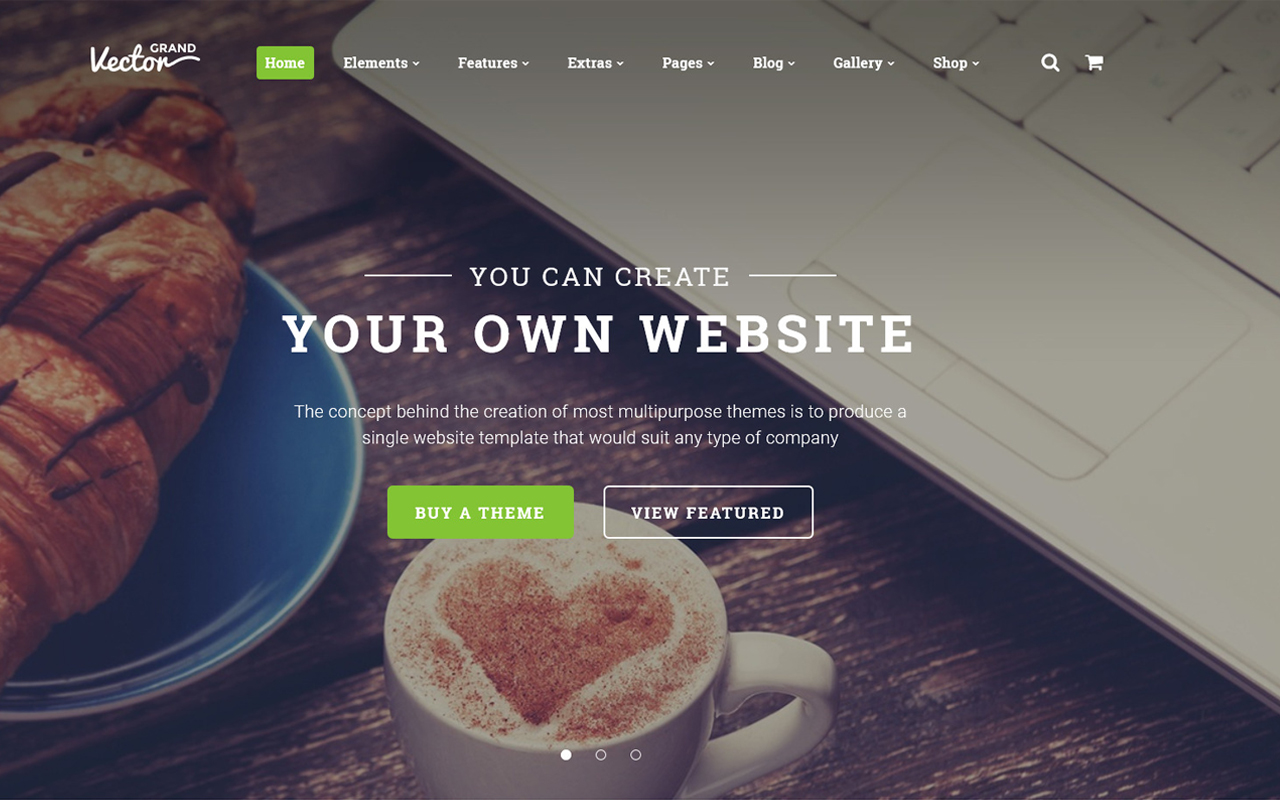 Vector GRAND
Home Elements Features Extras Pages Blog Gallery Shop
YOU CAN CREATE
YOUR OWN WEBSITE
The concept behind the creation of most multipurpose themes is to produce a
single website template that would suit any type of company
BUY A THEME VIEW FEATURED